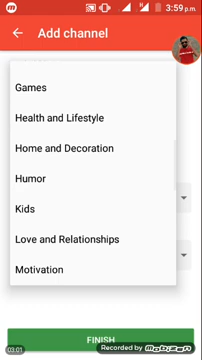 3:59 p.m.
Add channel
Games
Health and Lifestyle
Home and Decoration
Humor
Kids
Love and Relationships
Motivation
FINISH
03:01
Recorded by mobizen